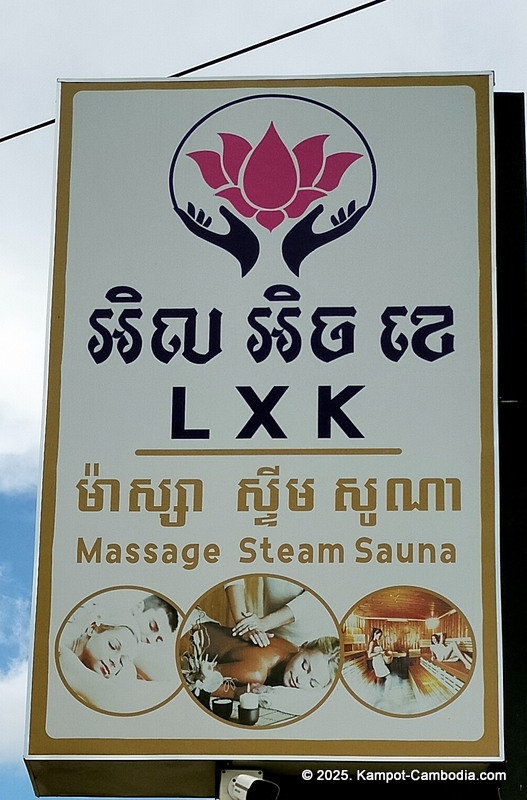 អិល អិច ខេ
LXK
ម៉ាស្សា ស្ទីម សូណា
Massage Steam Sauna
© 2025. Kampot-Cambodia.com